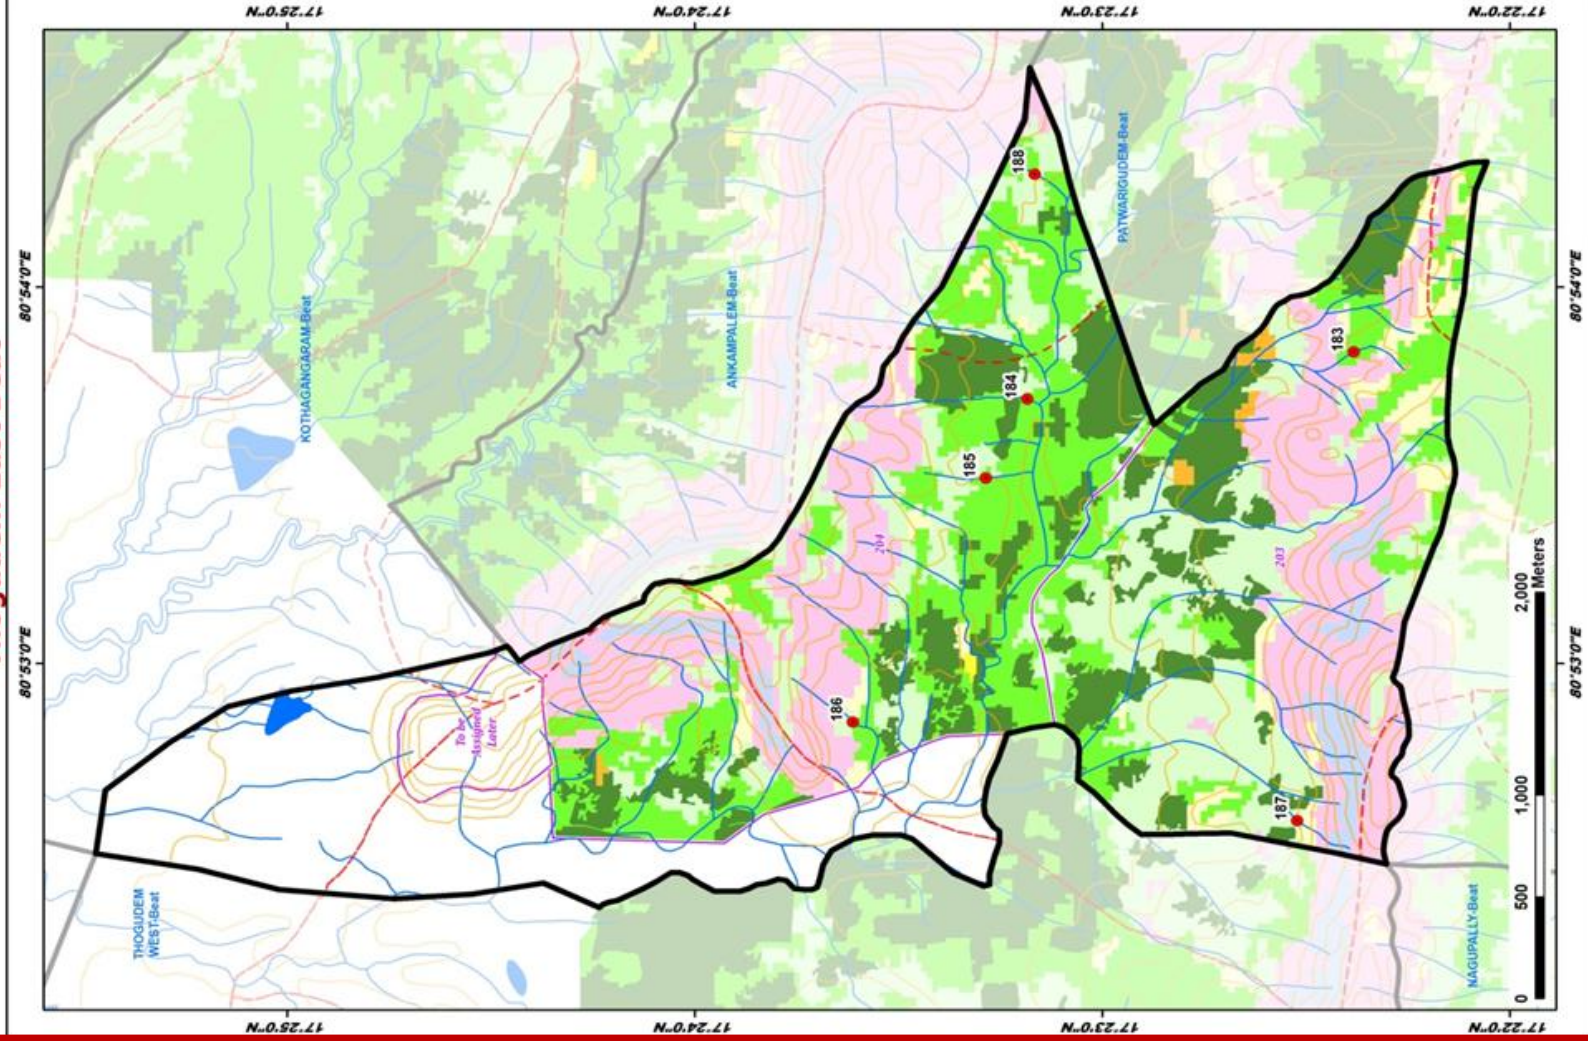 17°25'0"N
17°24'0"N
17°23'0"N
17°22'0"N
80°54'0"E
80°53'0"E
KOTHAGANGARAM-Beat
ANKAMPALEM-Beat
PATWARIGUDEM-Beat
188
184
185
183
204
203
186
187
To be
Assigned
Later
THOGUDEM
WEST-Beat
NAGUPALLY-Beat
0 500 1,000 2,000
Meters
80°54'0"E
80°53'0"E
17°25'0"N
17°24'0"N
17°23'0"N
17°22'0"N